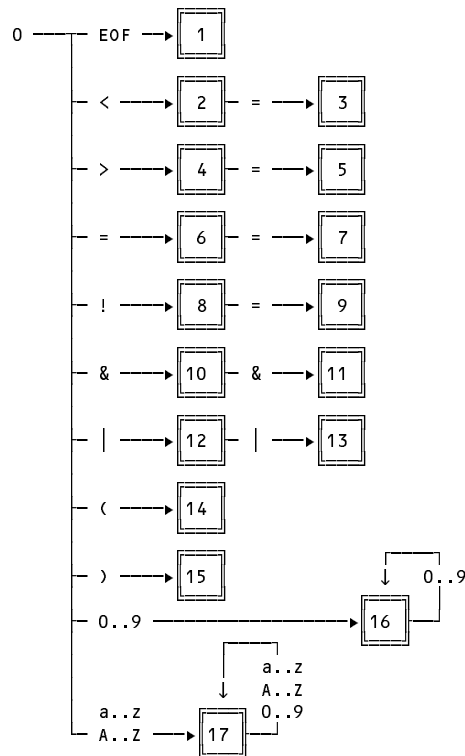 0 EOF 1
< 2 = 3
> 4 = 5
= 6 = 7
! 8 = 9
& 10 & 11
| 12 | 13
( 14
) 15
0..9
0..9 16
a..z
A..Z
0..9
a..z
A..Z 17